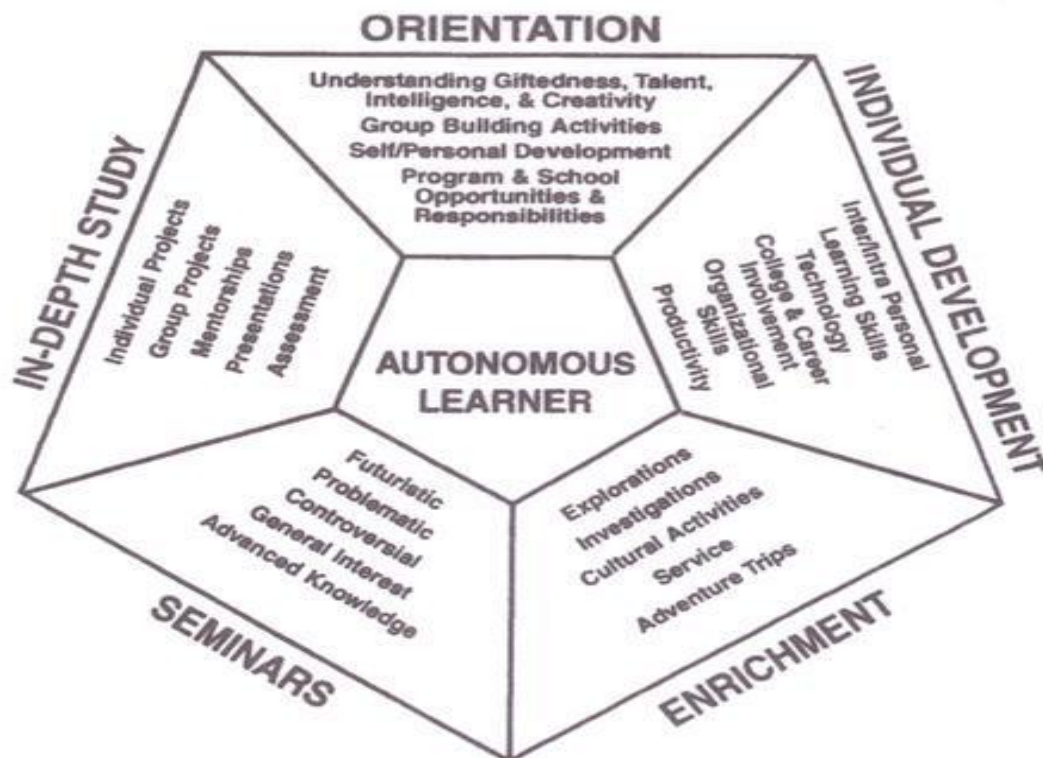 ORIENTATION
Understanding Giftedness, Talent,
Intelligence, & Creativity
Group Building Activities
Self/Personal Development
Program & School
Opportunities &
Responsibilities
INDIVIDUAL DEVELOPMENT
Inter/Intra Personal
Learning Skills
Technology
College & Career
Involvement
Organizational
Skills
Productivity
ENRICHMENT
Explorations
Investigations
Cultural Activities
Service
Adventure Trips
SEMINARS
Futuristic
Problematic
Controversial
General Interest
Advanced Knowledge
IN-DEPTH STUDY
Individual Projects
Group Projects
Mentorships
Presentations
Assessment
AUTONOMOUS
LEARNER